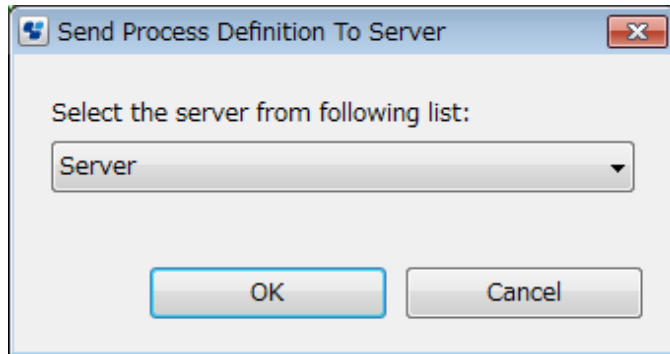 Send Process Definition To Server
Select the server from following list:
Server
OK
Cancel